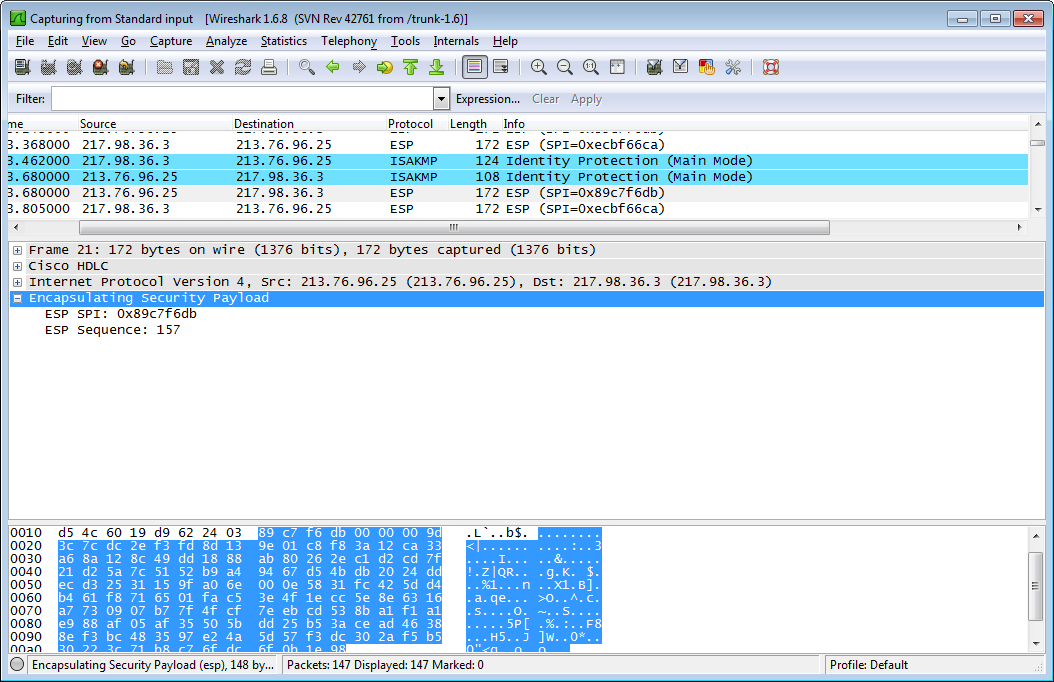 Capturing from Standard input [Wireshark 1.6.8 (SVN Rev 42761 from /trunk-1.6)]
File Edit View Go Capture Analyze Statistics Telephony Tools Internals Help
Filter: Expression... Clear Apply
me Source Destination Protocol Length Info
3.368000 217.98.36.3 213.76.96.25 ESP 172 ESP (SPI=0xecbf66ca)
3.462000 217.98.36.3 213.76.96.25 ISAKMP 124 Identity Protection (Main Mode)
3.680000 213.76.96.25 217.98.36.3 ISAKMP 108 Identity Protection (Main Mode)
3.680000 213.76.96.25 217.98.36.3 ESP 172 ESP (SPI=0x89c7f6db)
3.805000 217.98.36.3 213.76.96.25 ESP 172 ESP (SPI=0xecbf66ca)
Frame 21: 172 bytes on wire (1376 bits), 172 bytes captured (1376 bits)
Cisco HDLC
Internet Protocol Version 4, Src: 213.76.96.25 (213.76.96.25), Dst: 217.98.36.3 (217.98.36.3)
Encapsulating Security Payload
ESP SPI: 0x89c7f6db
ESP Sequence: 157
0010 d5 4c 60 19 d9 62 24 03 89 c7 f6 db 00 00 00 9d .L`..b$. ........
0020 3c 7c dc 2e f3 fd 8d 13 9e 01 c8 f8 3a 12 ca 33 <|...... ....:..3
0030 a6 8a 12 8c 49 dd 18 88 ab 80 26 2e c1 d2 cd 7f ....I... ..&.....
0040 21 d2 5a 7c 51 52 b9 a4 94 67 d5 4b db 20 24 dd !.Z|QR.. .g.K. $.
0050 ec d3 25 31 15 9f a0 6e 00 0e 58 31 fc 42 5d d4 ..%1...n ..X1.B].
0060 b4 61 f8 71 65 01 fa c5 3e 4f 1e cc 5e 8e 63 16 .a.qe... >O..^.c.
0070 a7 73 09 07 b7 7f 4f cf 7e eb cd 53 8b a1 f1 a1 .s....O. ~..S....
0080 e9 88 af 05 af 35 50 5b dd 25 b5 3a ce ad 46 38 .....5P[ .%.:..F8
0090 8e f3 bc 48 35 97 e2 4a 5d 57 f3 dc 30 2a f5 b5 ...H5..J ]W..0*..
00a0 30 22 3c 71 b8 c7 6f dc 6f 0b 1e 98 0"<q..o. o...
Encapsulating Security Payload (esp), 148 by... Packets: 147 Displayed: 147 Marked: 0 Profile: Default